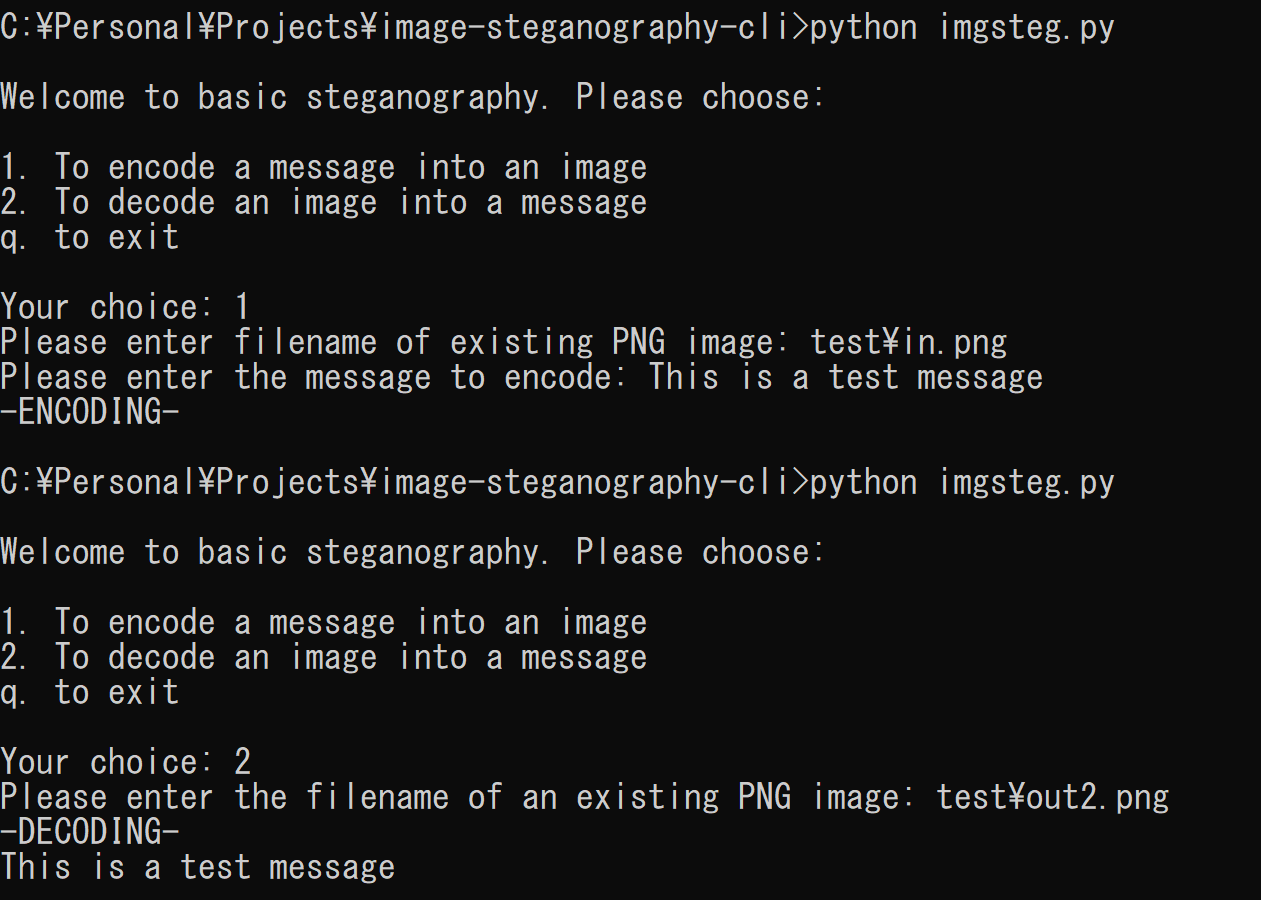 C:¥Personal¥Projects¥image-steganography-cli>python imgsteg.py
Welcome to basic steganography. Please choose:
1. To encode a message into an image
2. To decode an image into a message
q. to exit
Your choice: 1
Please enter filename of existing PNG image: test¥in.png
Please enter the message to encode: This is a test message
-ENCODING-
C:¥Personal¥Projects¥image-steganography-cli>python imgsteg.py
Welcome to basic steganography. Please choose:
1. To encode a message into an image
2. To decode an image into a message
q. to exit
Your choice: 2
Please enter the filename of an existing PNG image: test¥out2.png
-DECODING-
This is a test message